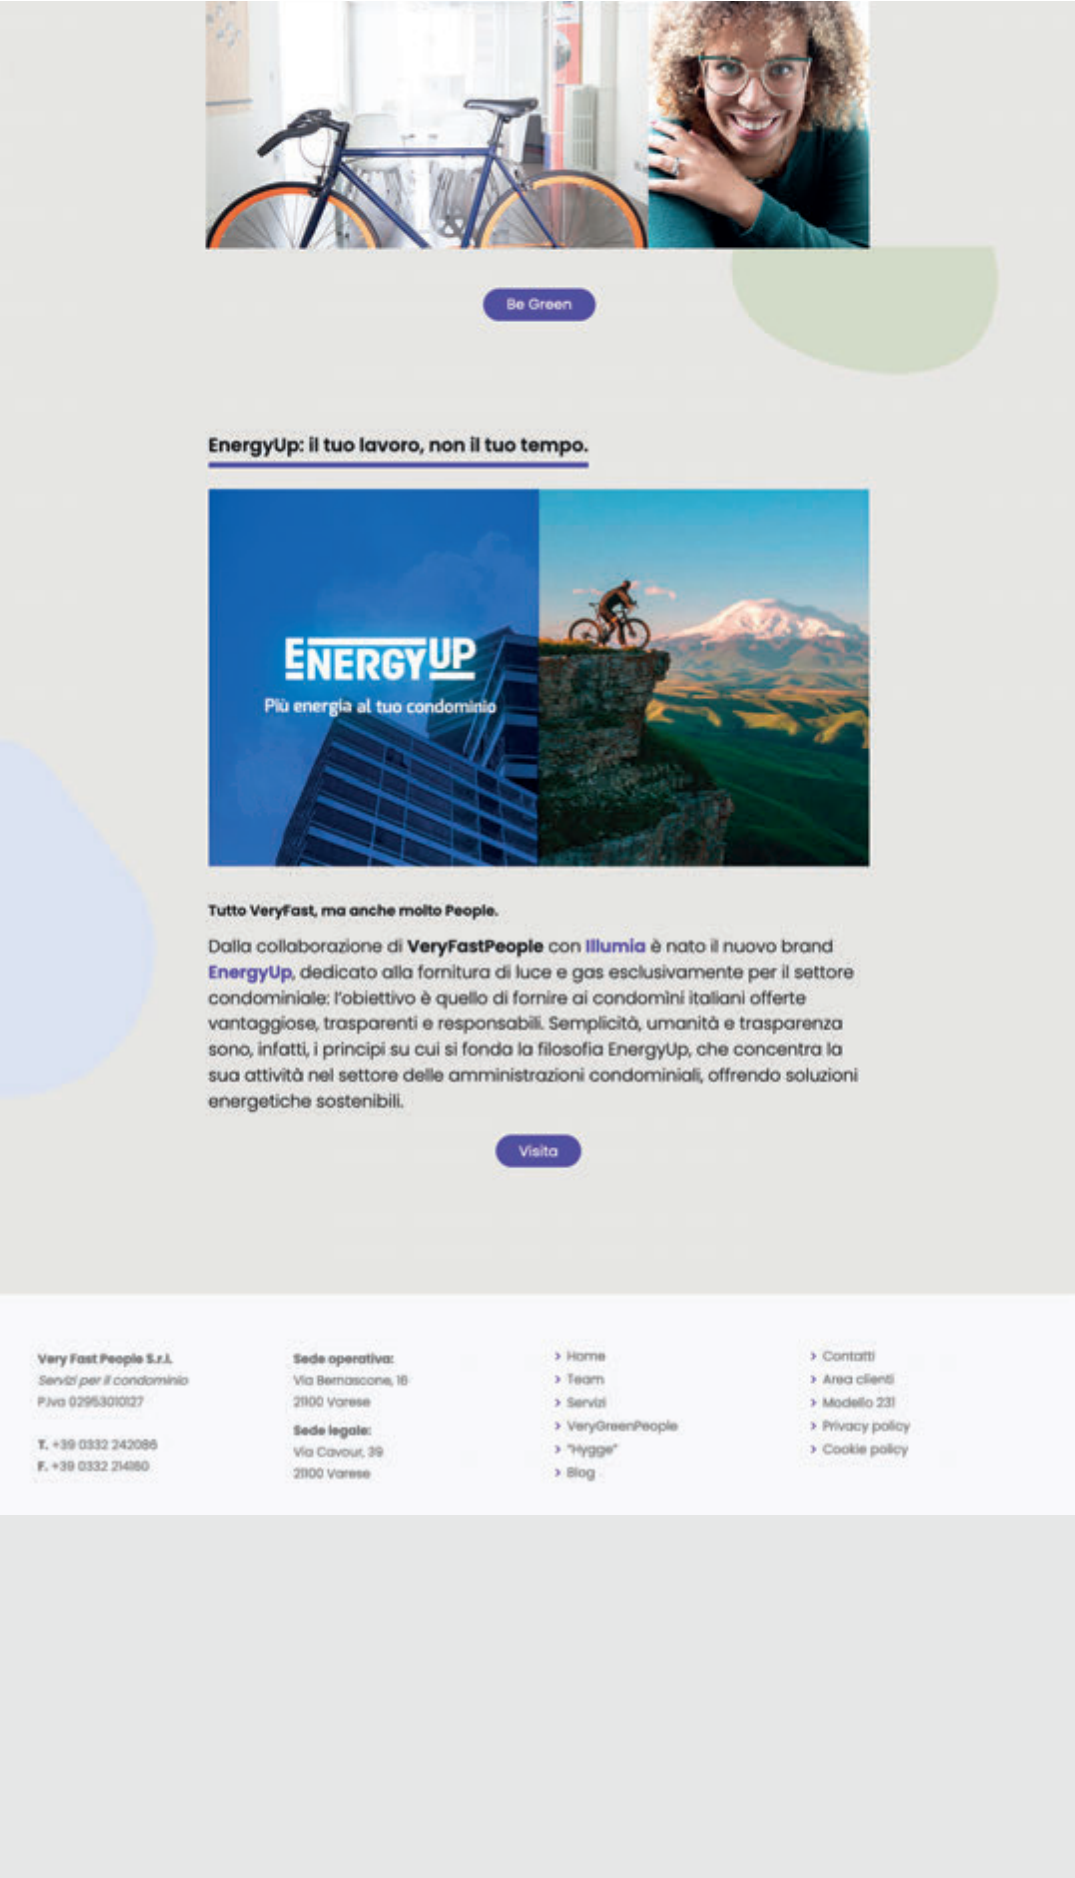 Be Green
EnergyUp: il tuo lavoro, non il tuo tempo.
ENERGYUP
Più energia al tuo condominio
Tutto VeryFast, ma anche molto People.
Dalla collaborazione di VeryFastPeople con Illumia è nato il nuovo brand
EnergyUp, dedicato alla fornitura di luce e gas esclusivamente per il settore
condominiale: l'obiettivo è quello di fornire ai condomìni italiani offerte
vantaggiose, trasparenti e responsabili. Semplicità, umanità e trasparenza
sono, infatti, i principi su cui si fonda la filosofia EnergyUp, che concentra la
sua attività nel settore delle amministrazioni condominiali, offrendo soluzioni
energetiche sostenibili.
Visita
Very Fast People S.r.l.
Servizi per il condominio
P.Iva 02953010127
T. +39 0332 242086
F. +39 0332 214160
Sede operativa:
Via Bernascone, 16
21100 Varese
Sede legale:
Via Cavour, 39
21100 Varese
> Home
> Team
> Servizi
> VeryGreenPeople
> "Hygge"
> Blog
> Contatti
> Area clienti
> Modello 231
> Privacy policy
> Cookie policy